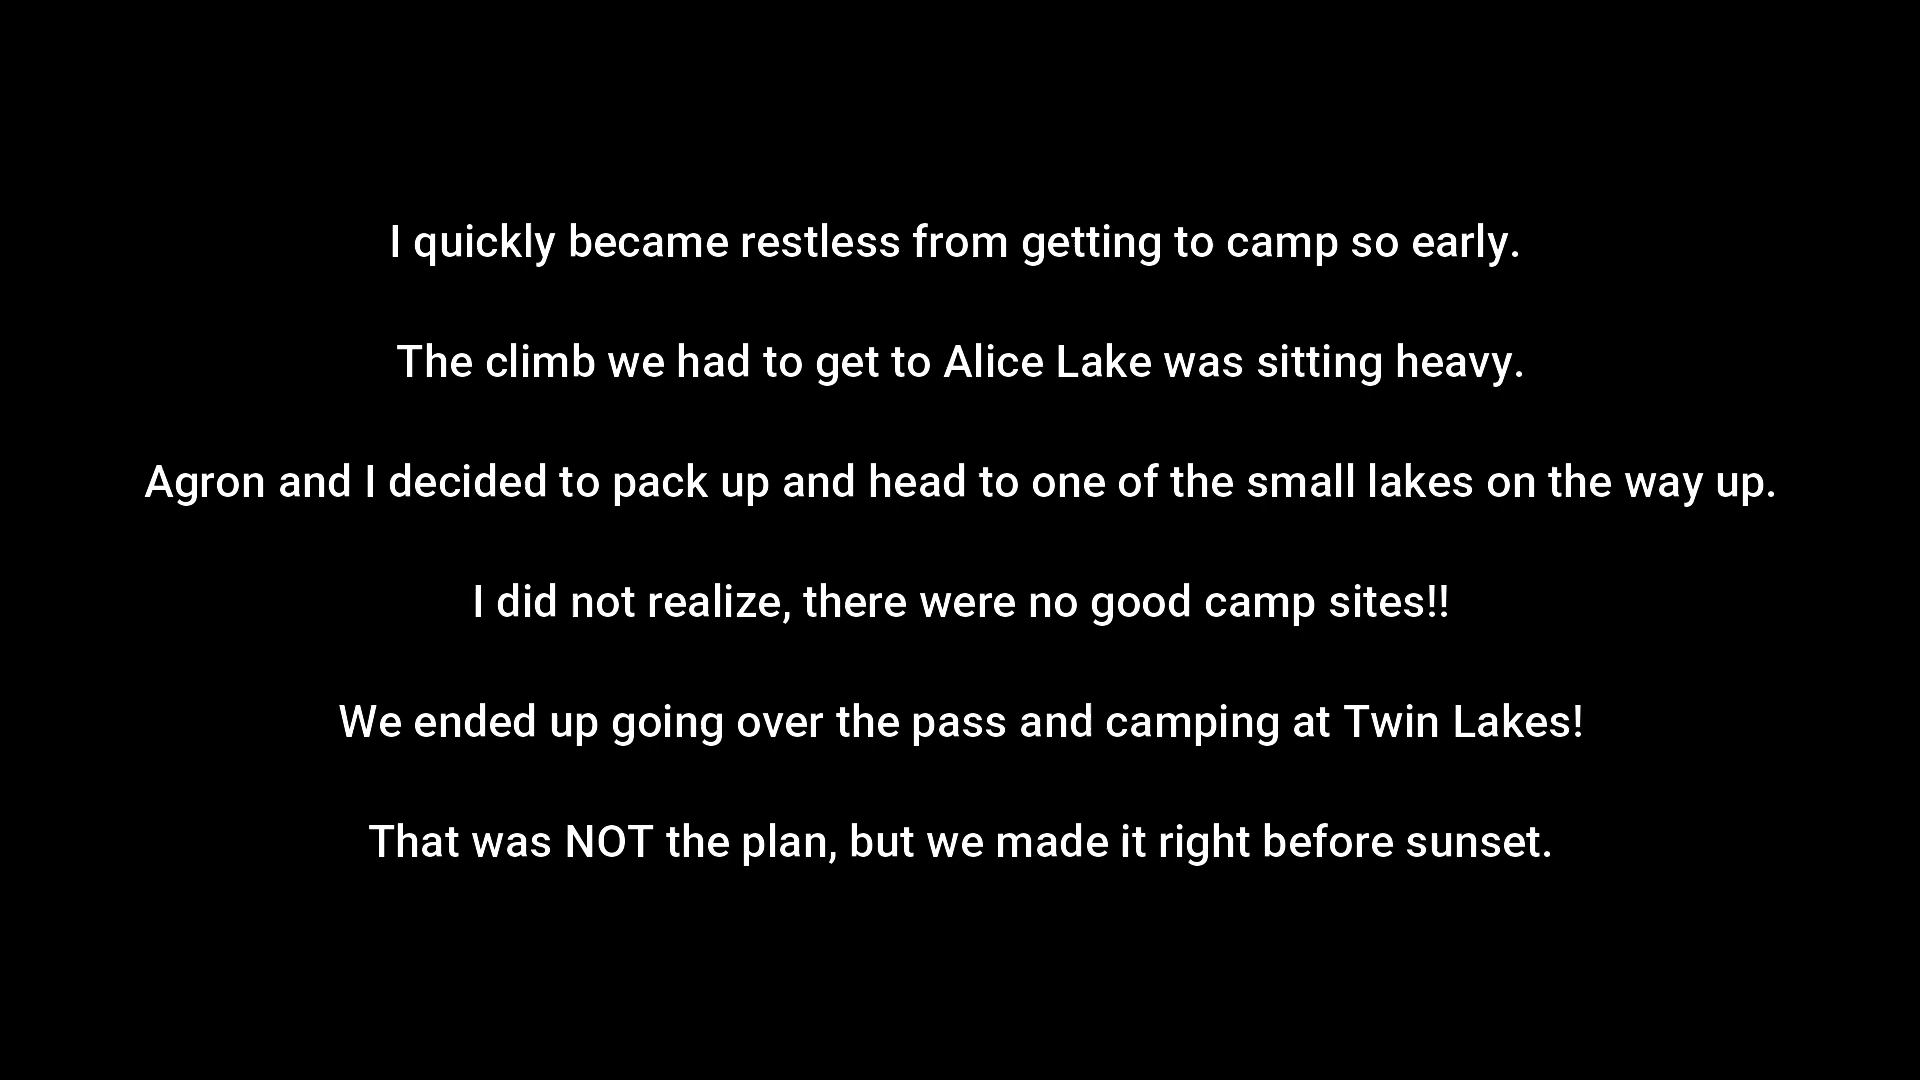 I quickly became restless from getting to camp so early.
The climb we had to get to Alice Lake was sitting heavy.
Agron and I decided to pack up and head to one of the small lakes on the way up.
I did not realize, there were no good camp sites!!
We ended up going over the pass and camping at Twin Lakes!
That was NOT the plan, but we made it right before sunset.